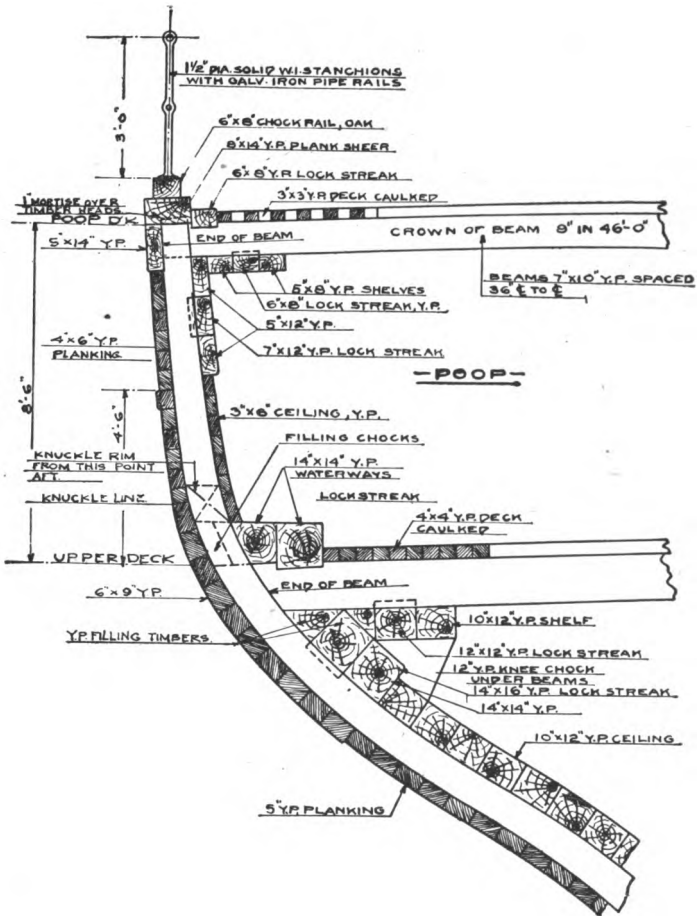 1½" DIA. SOLID W.I. STANCHIONS
WITH GALV. IRON PIPE RAILS
3'-0"
6"x8" CHOCK RAIL, OAK
8"x14" Y.P. PLANK SHEER
6"x8" Y.P. LOCK STREAK
3"x3" Y.P. DECK CAULKED
1" MORTISE OVER
TIMBER HEADS
POOP DK.
END OF BEAM
CROWN OF BEAM 9" IN 46'-0"
5"x14" Y.P.
BEAMS 7"x10" Y.P. SPACED
36" ℄ TO ℄
5"x8" Y.P. SHELVES
6"x8" LOCK STREAK, Y.P.
5"x12" Y.P.
7"x12" Y.P. LOCK STREAK
4"x6" Y.P.
PLANKING
-POOP-
8'-6"
4'-6"
3"x6" CEILING, Y.P.
FILLING CHOCKS
KNUCKLE RIM
FROM THIS POINT
AFT.
14"x14" Y.P.
WATERWAYS
KNUCKLE LINE
LOCK STREAK
4"x4" Y.P. DECK
CAULKED
UPPER DECK
END OF BEAM
6"x9" Y.P.
10"x12" Y.P. SHELF
Y.P. FILLING TIMBERS
12"x12" Y.P. LOCK STREAK
12" Y.P. KNEE CHOCK
UNDER BEAMS
14"x16" Y.P. LOCK STREAK
14"x14" Y.P.
10"x12" Y.P. CEILING
5" Y.P. PLANKING